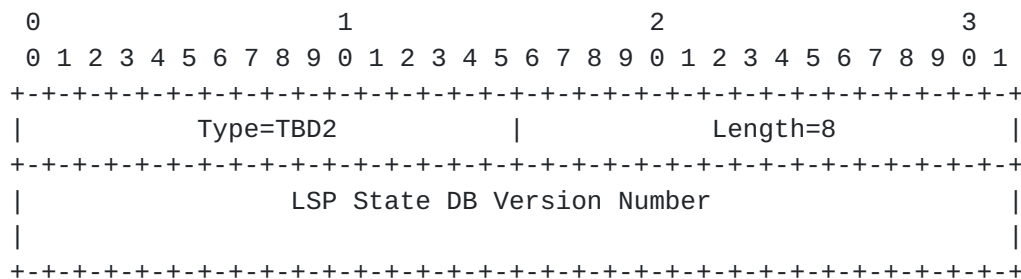 0                   1                   2                   3
 0 1 2 3 4 5 6 7 8 9 0 1 2 3 4 5 6 7 8 9 0 1 2 3 4 5 6 7 8 9 0 1
+-+-+-+-+-+-+-+-+-+-+-+-+-+-+-+-+-+-+-+-+-+-+-+-+-+-+-+-+-+-+-+-+
|           Type=TBD2           |            Length=8           |
+-+-+-+-+-+-+-+-+-+-+-+-+-+-+-+-+-+-+-+-+-+-+-+-+-+-+-+-+-+-+-+-+
|                 LSP State DB Version Number                   |
|                                                               |
+-+-+-+-+-+-+-+-+-+-+-+-+-+-+-+-+-+-+-+-+-+-+-+-+-+-+-+-+-+-+-+-+